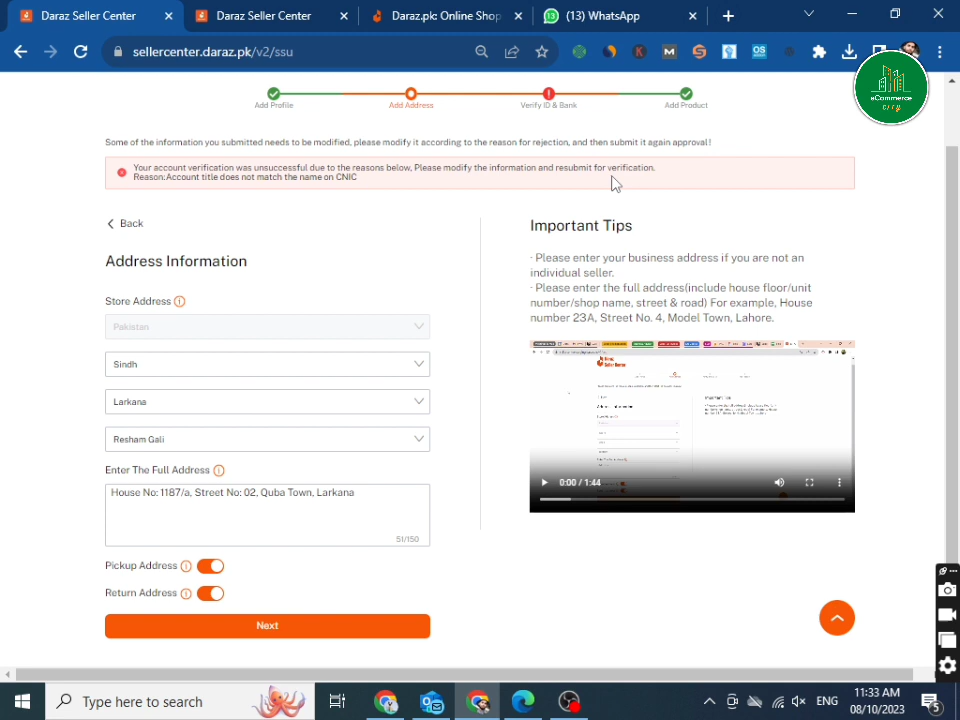 Daraz Seller Center
Daraz Seller Center
Daraz.pk: Online Shop
(13) WhatsApp
sellercenter.daraz.pk/v2/ssu
OS
eCommerce
City
Add Profile
Add Address
Verify ID & Bank
Add Product
Some of the information you submitted needs to be modified, please modify it according to the reason for rejection, and then submit it again approval!
Your account verification was unsuccessful due to the reasons below, Please modify the information and resubmit for verification.
Reason:Account title does not match the name on CNIC
Back
Address Information
Store Address
Pakistan
Sindh
Larkana
Resham Gali
Enter The Full Address
House No: 1187/a, Street No: 02, Quba Town, Larkana
51/150
Pickup Address
Return Address
Next
Important Tips
· Please enter your business address if you are not an
individual seller.
· Please enter the full address(include house floor/unit
number/shop name, street & road) For example, House
number 23A, Street No. 4, Model Town, Lahore.
0:00 / 1:44
Type here to search
ENG
11:33 AM
08/10/2023
5